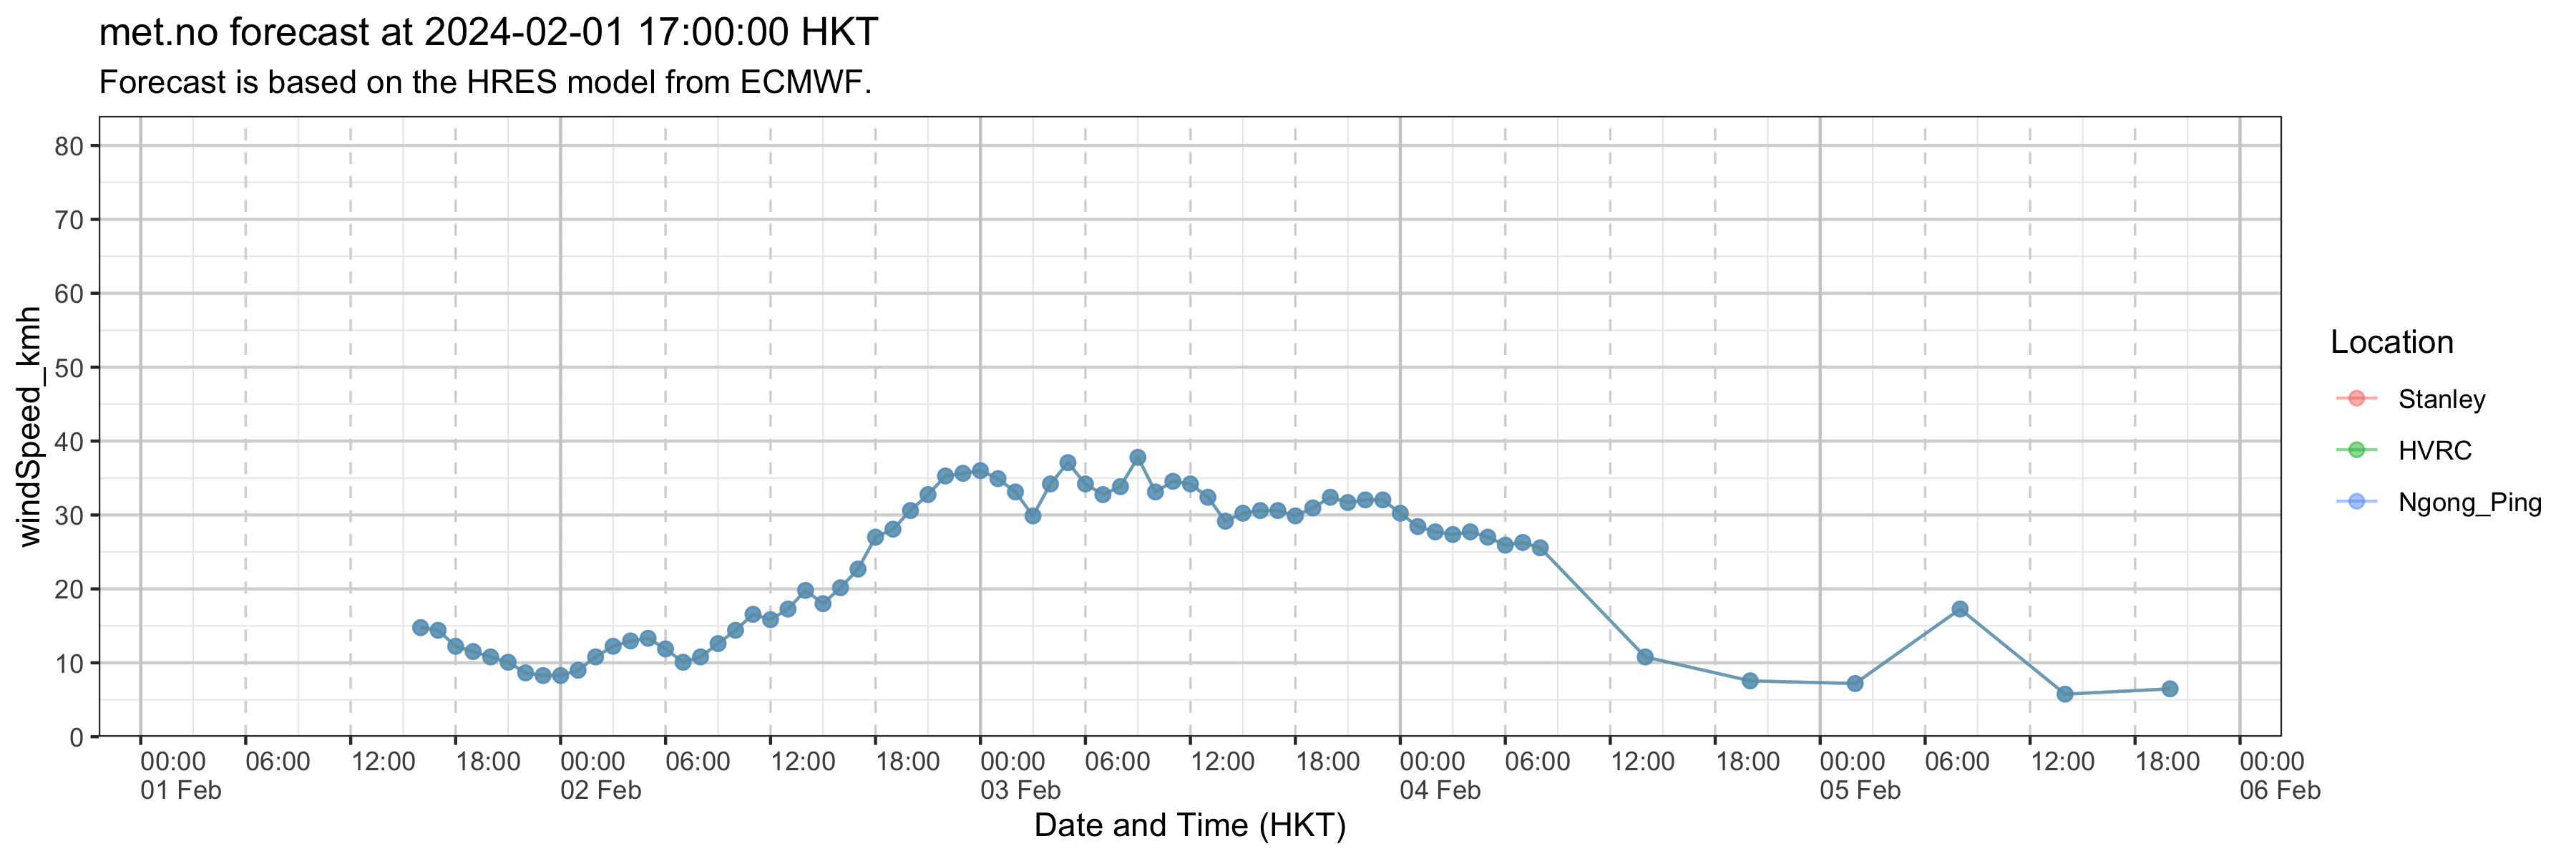 met.no forecast at 2024-02-01 17:00:00 HKT
Forecast is based on the HRES model from ECMWF.
windSpeed_kmh
80
70
60
50
40
30
20
10
0
00:00 06:00 12:00 18:00 00:00 06:00 12:00 18:00 00:00 06:00 12:00 18:00 00:00 06:00 12:00 18:00 00:00 06:00 12:00 18:00 00:00
01 Feb 02 Feb 03 Feb 04 Feb 05 Feb 06 Feb
Date and Time (HKT)
Location
Stanley
HVRC
Ngong_Ping